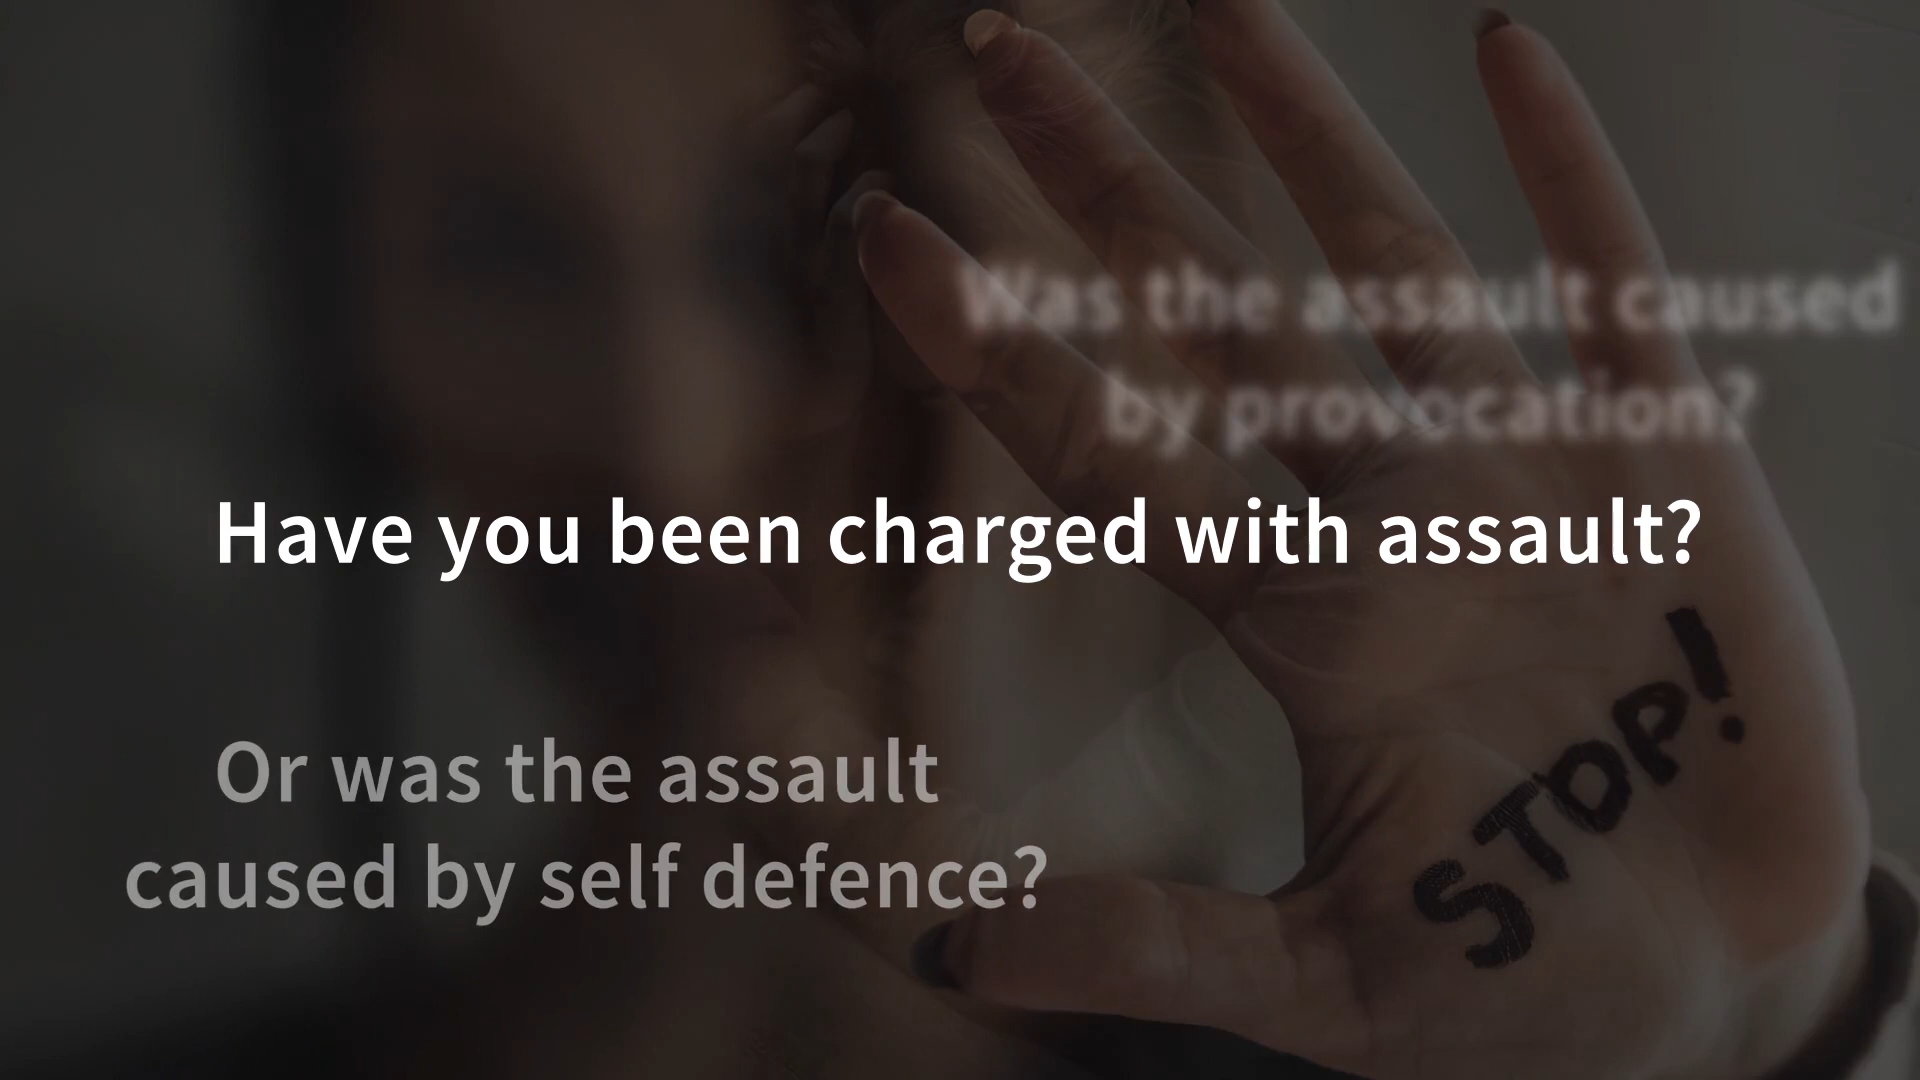 Was the assault caused
by provocation?
Have you been charged with assault?
STOP!
Or was the assault
caused by self defence?